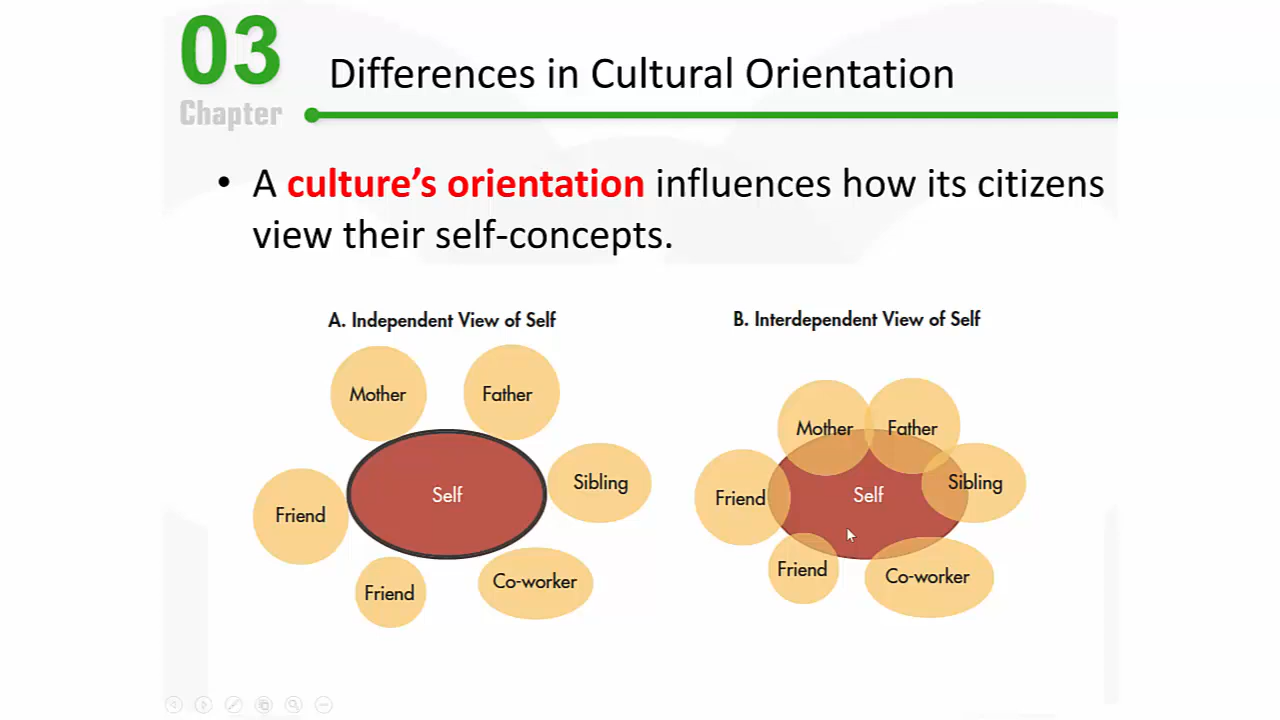 03
Chapter
Differences in Cultural Orientation
• A culture’s orientation influences how its citizens
view their self-concepts.
A. Independent View of Self
Mother
Father
Self
Sibling
Friend
Friend
Co-worker
B. Interdependent View of Self
Mother
Father
Friend
Self
Sibling
Friend
Co-worker